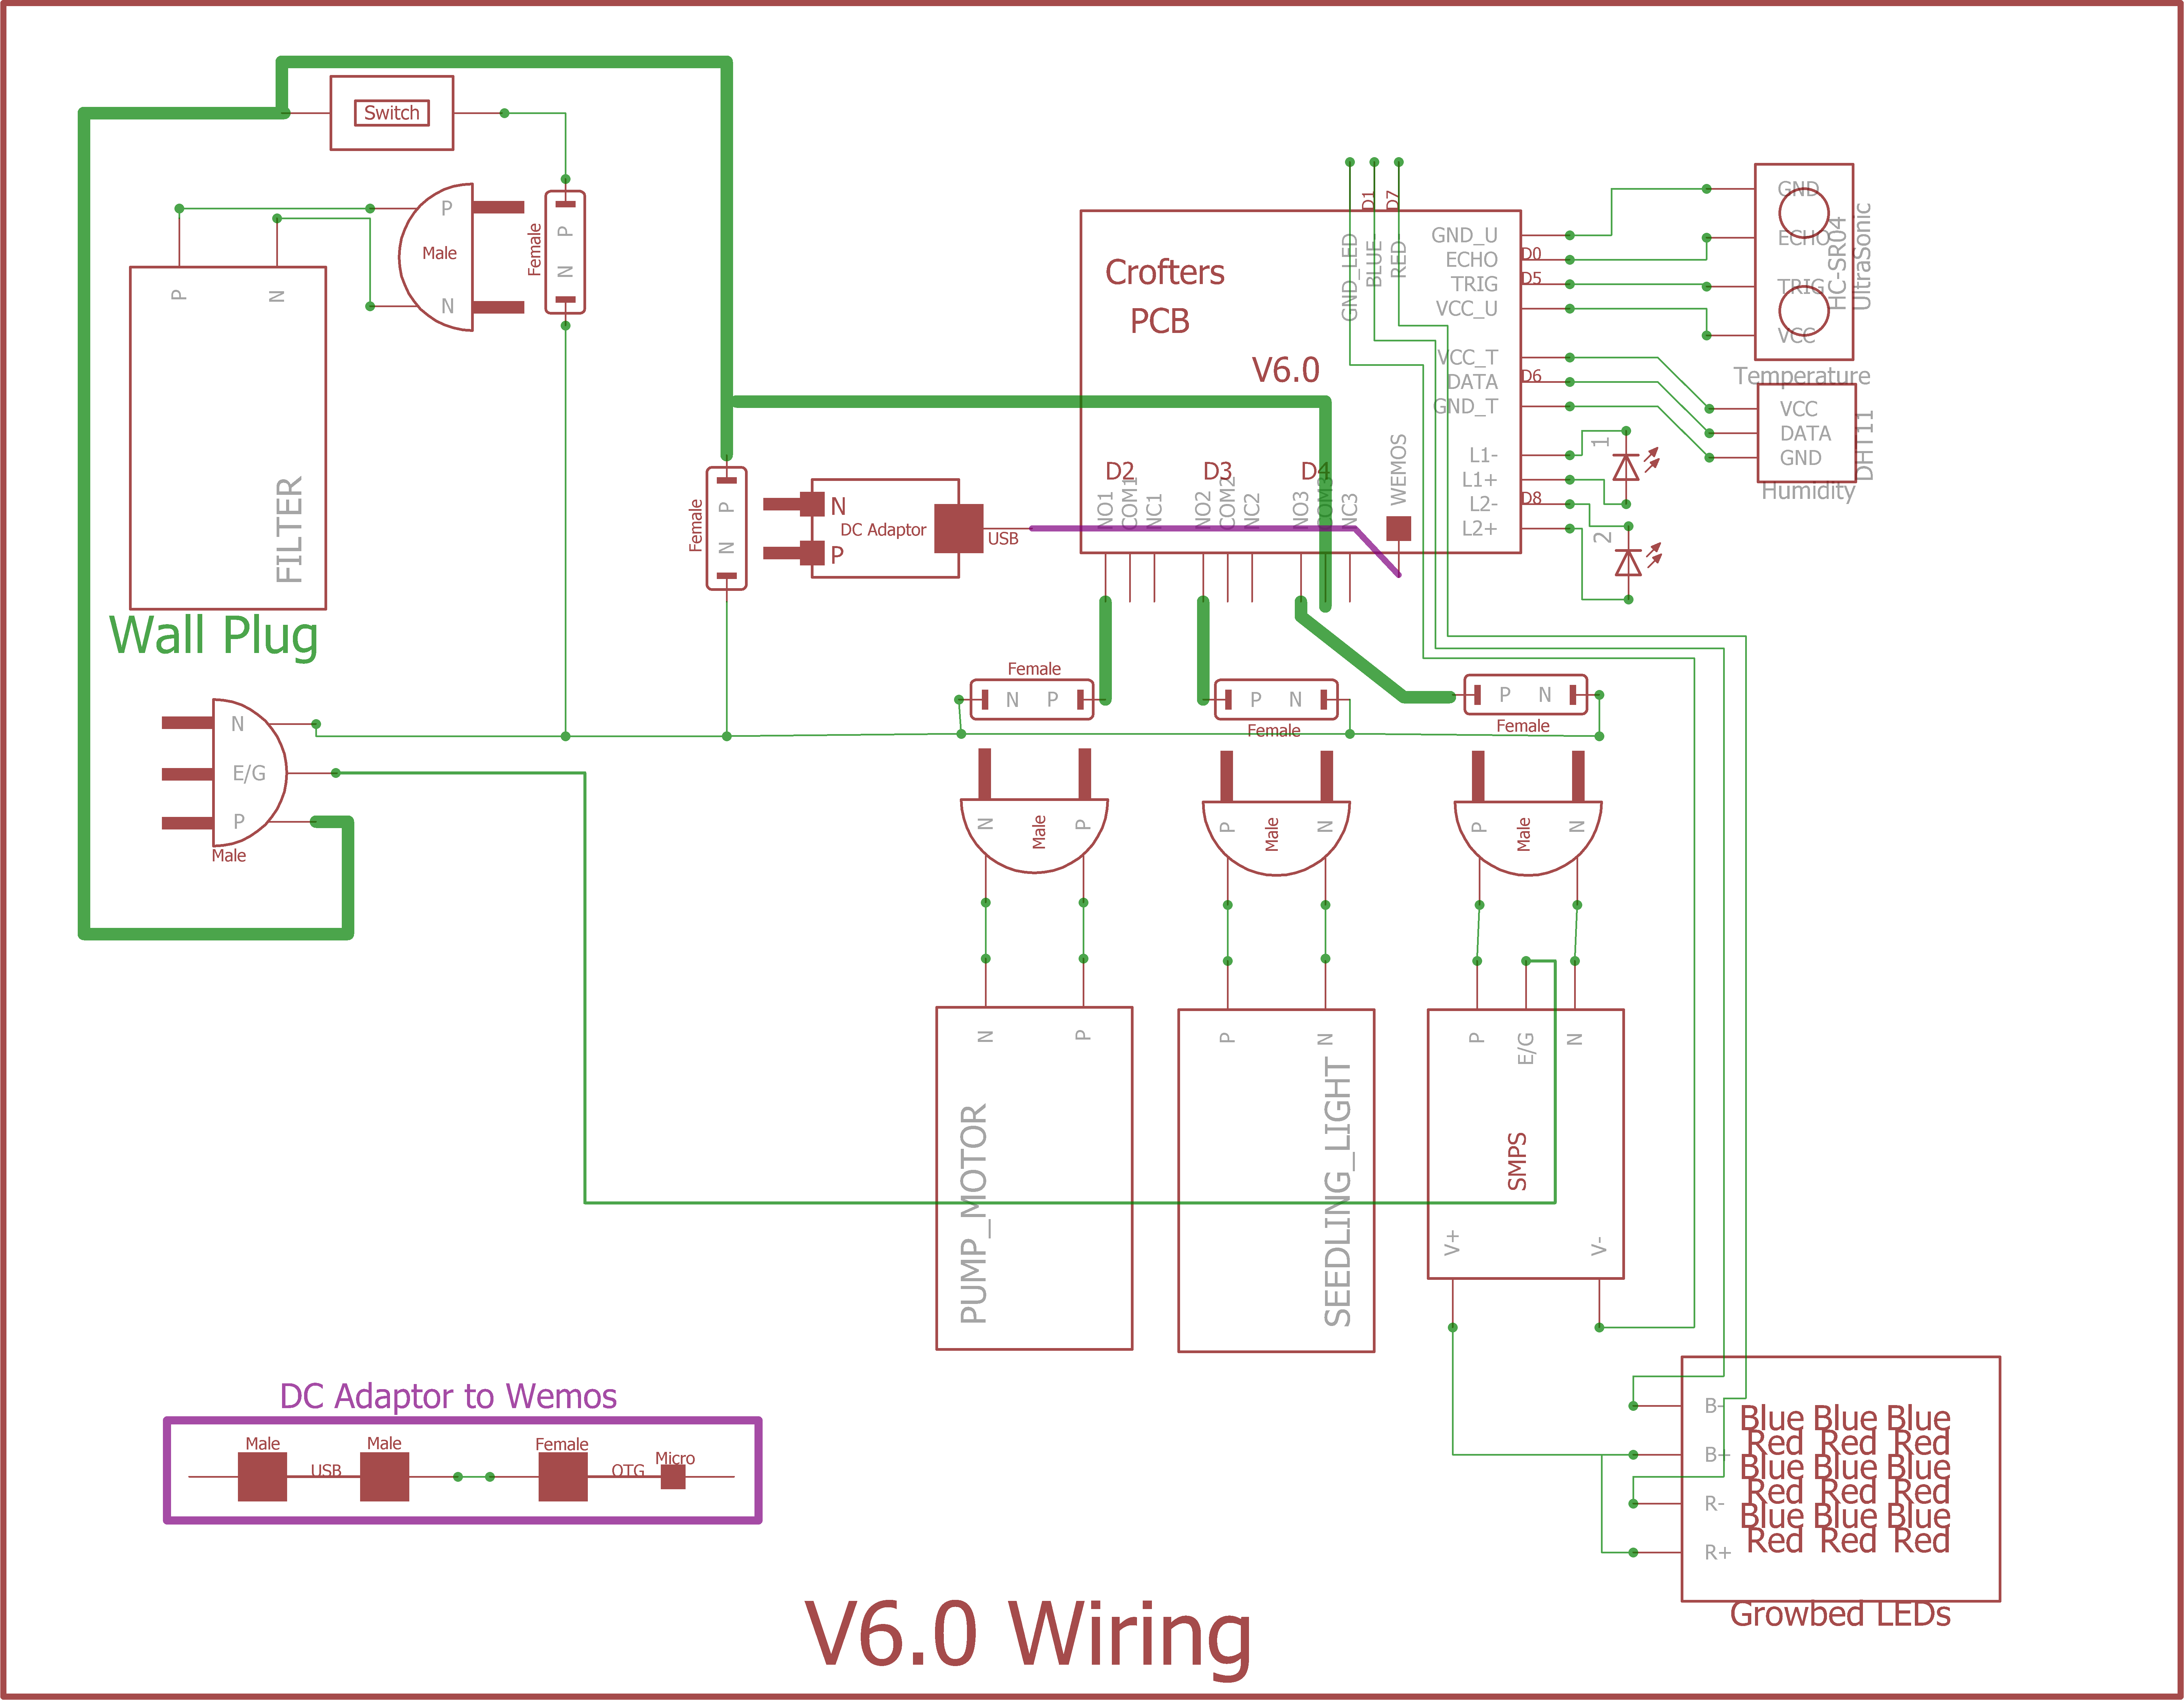 Switch
P
Male
N
Female
P
N
P
N
FILTER
Wall Plug
N
E/G
P
Male
Female
P
N
N
DC Adaptor
P
USB
Crofters
PCB
V6.0
GND_LED
BLUE
D1
RED
D7
GND_U
ECHO
D0
TRIG
D5
VCC_U
VCC_T
DATA
D6
GND_T
L1-
L1+
L2-
D8
L2+
WEMOS
D2
D3
D4
NO1
COM1
NC1
NO2
COM2
NC2
NO3
COM3
NC3
GND
ECHO
TRIG
VCC
HC-SR04
UltraSonic
Temperature
VCC
DATA
GND
DHT11
Humidity
1
2
Female
N P
P N
Female
P N
Female
N
Male
P
P
Male
N
P
Male
N
N
P
PUMP_MOTOR
P
N
SEEDLING_LIGHT
P
E/G
N
SMPS
V+
V-
B-
B+
R-
R+
Blue Blue Blue
Red Red Red
Blue Blue Blue
Red Red Red
Blue Blue Blue
Red Red Red
Growbed LEDs
DC Adaptor to Wemos
Male
USB
Male
Female
OTG
Micro
V6.0 Wiring